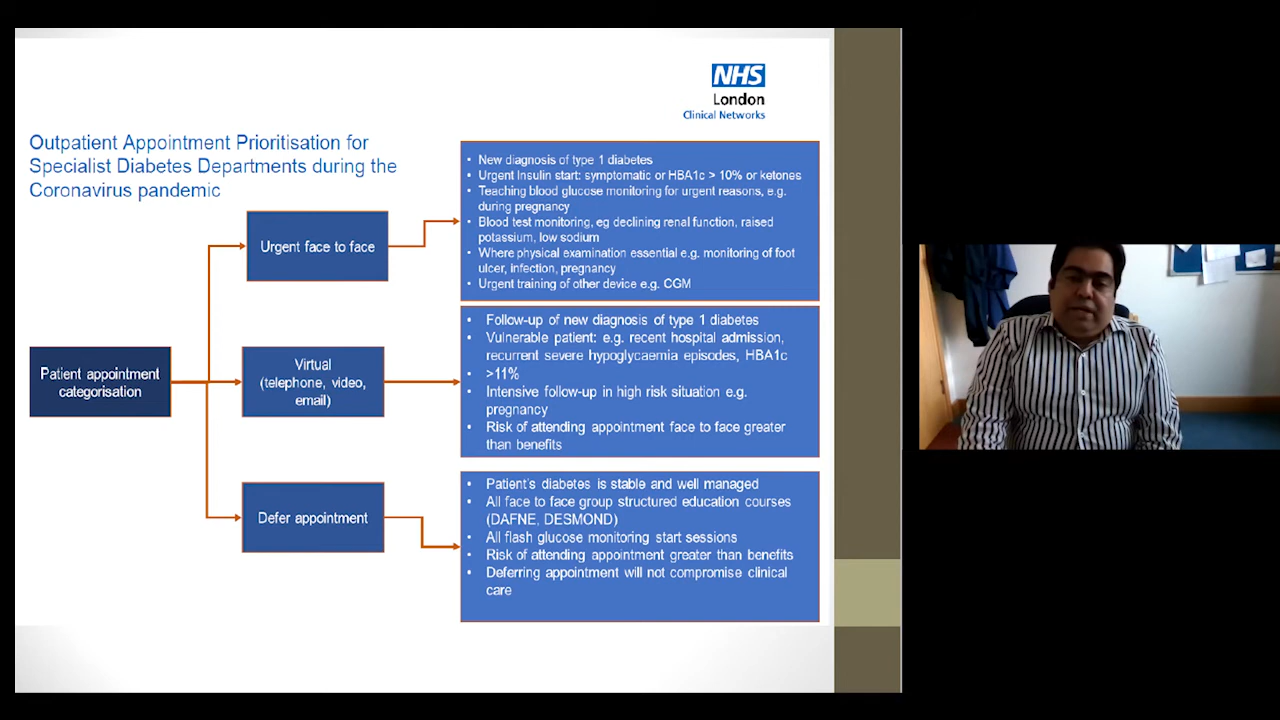 NHS
London
Clinical Networks
Outpatient Appointment Prioritisation for
Specialist Diabetes Departments during the
Coronavirus pandemic
Patient appointment
categorisation
Urgent face to face
• New diagnosis of type 1 diabetes
• Urgent Insulin start: symptomatic or HBA1c > 10% or ketones
• Teaching blood glucose monitoring for urgent reasons, e.g.
during pregnancy
• Blood test monitoring, eg declining renal function, raised
potassium, low sodium
• Where physical examination essential e.g. monitoring of foot
ulcer, infection, pregnancy
• Urgent training of other device e.g. CGM
Virtual
(telephone, video,
email)
• Follow-up of new diagnosis of type 1 diabetes
• Vulnerable patient: e.g. recent hospital admission,
recurrent severe hypoglycaemia episodes, HBA1c
• >11%
• Intensive follow-up in high risk situation e.g.
pregnancy
• Risk of attending appointment face to face greater
than benefits
Defer appointment
• Patient's diabetes is stable and well managed
• All face to face group structured education courses
(DAFNE, DESMOND)
• All flash glucose monitoring start sessions
• Risk of attending appointment greater than benefits
• Deferring appointment will not compromise clinical
care